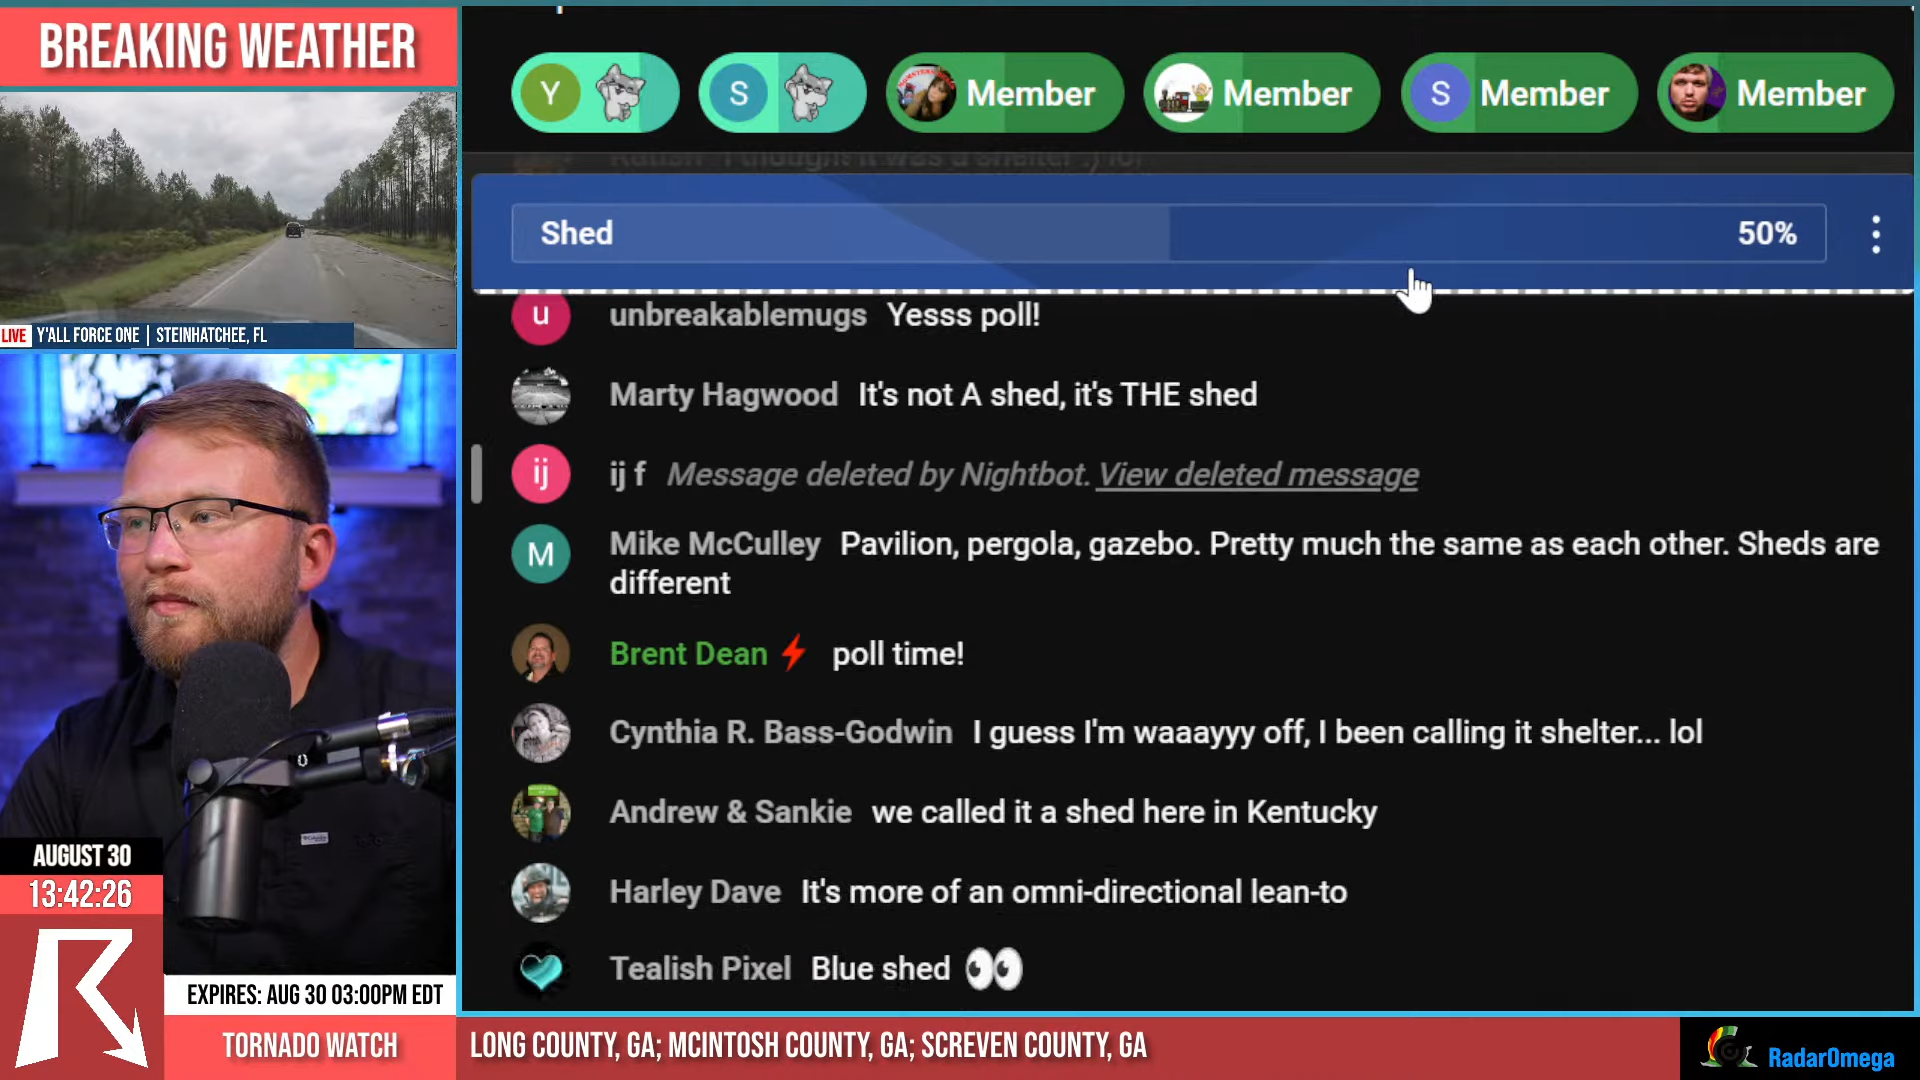 BREAKING WEATHER
LIVE Y'ALL FORCE ONE | STEINHATCHEE, FL
Y
S
Member
Member
S Member
Member
I thought it was a shelter :) lol
Shed 50%
u unbreakablemugs Yesss poll!
Marty Hagwood It's not A shed, it's THE shed
ij ij f Message deleted by Nightbot. View deleted message
M Mike McCulley Pavilion, pergola, gazebo. Pretty much the same as each other. Sheds are
different
Brent Dean poll time!
Cynthia R. Bass-Godwin I guess I'm waaayyy off, I been calling it shelter... lol
Andrew & Sankie we called it a shed here in Kentucky
Harley Dave It's more of an omni-directional lean-to
Tealish Pixel Blue shed 👀
AUGUST 30
13:42:26
EXPIRES: AUG 30 03:00PM EDT
TORNADO WATCH
LONG COUNTY, GA; MCINTOSH COUNTY, GA; SCREVEN COUNTY, GA
RadarOmega